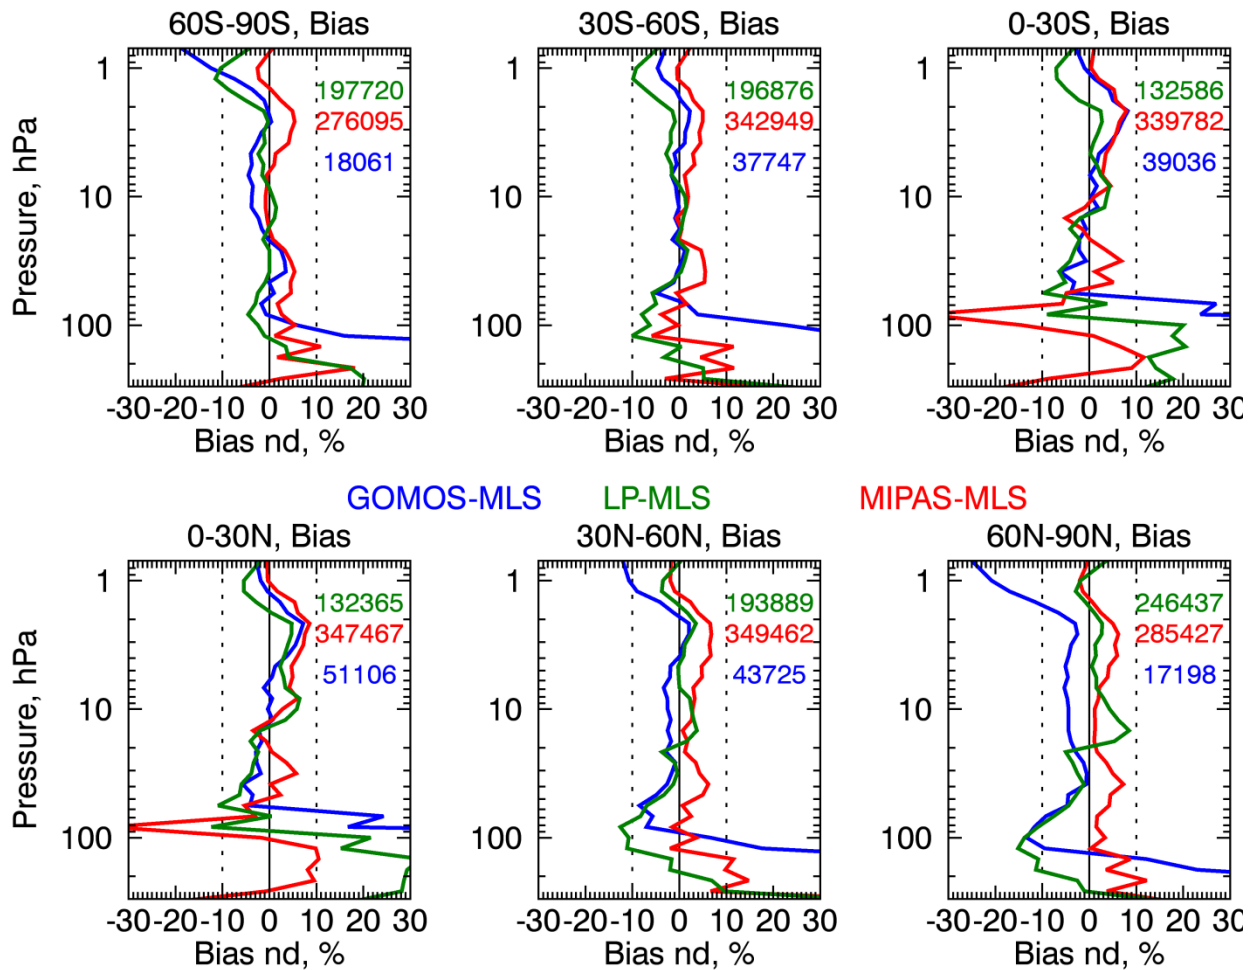 60S-90S, Bias
30S-60S, Bias
0-30S, Bias
Pressure, hPa
1
10
100
197720
276095
18061
-30-20-10 0 10 20 30
Bias nd, %
1
10
100
196876
342949
37747
-30-20-10 0 10 20 30
Bias nd, %
1
10
100
132586
339782
39036
-30-20-10 0 10 20 30
Bias nd, %
GOMOS-MLS LP-MLS MIPAS-MLS
0-30N, Bias
30N-60N, Bias
60N-90N, Bias
Pressure, hPa
1
10
100
132365
347467
51106
-30-20-10 0 10 20 30
Bias nd, %
1
10
100
193889
349462
43725
-30-20-10 0 10 20 30
Bias nd, %
1
10
100
246437
285427
17198
-30-20-10 0 10 20 30
Bias nd, %